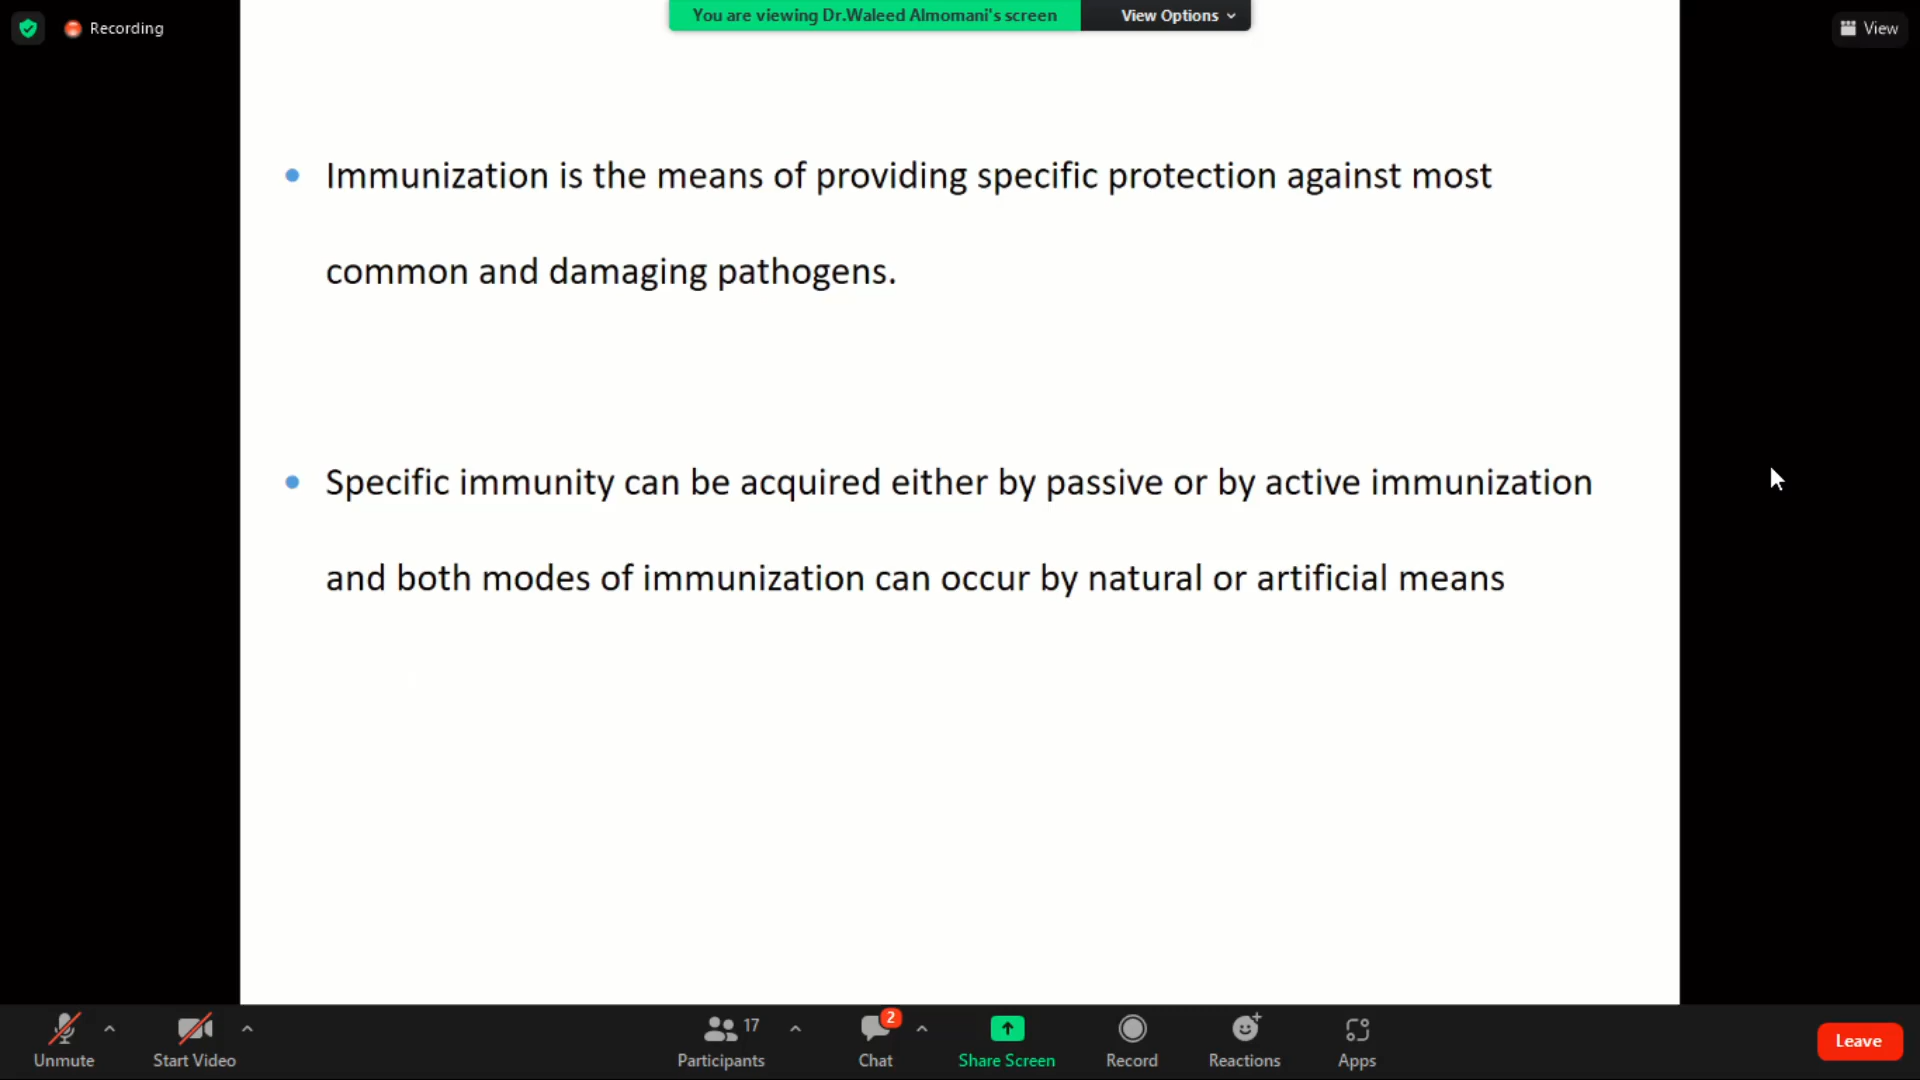 You are viewing Dr.Waleed Almomani's screen
View Options
Recording
View
• Immunization is the means of providing specific protection against most
common and damaging pathogens.
• Specific immunity can be acquired either by passive or by active immunization
and both modes of immunization can occur by natural or artificial means
17
2
Unmute
Start Video
Participants
Chat
Share Screen
Record
Reactions
Apps
Leave